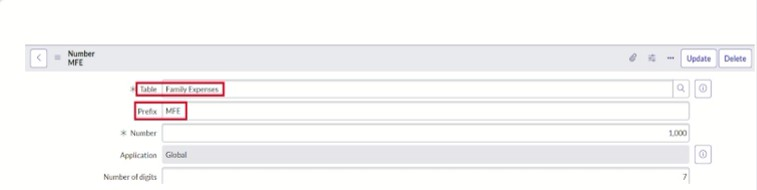 Number
MFE
Update Delete
* Table Family Expenses
Prefix MFE
* Number 1,000
Application Global
Number of digits 7